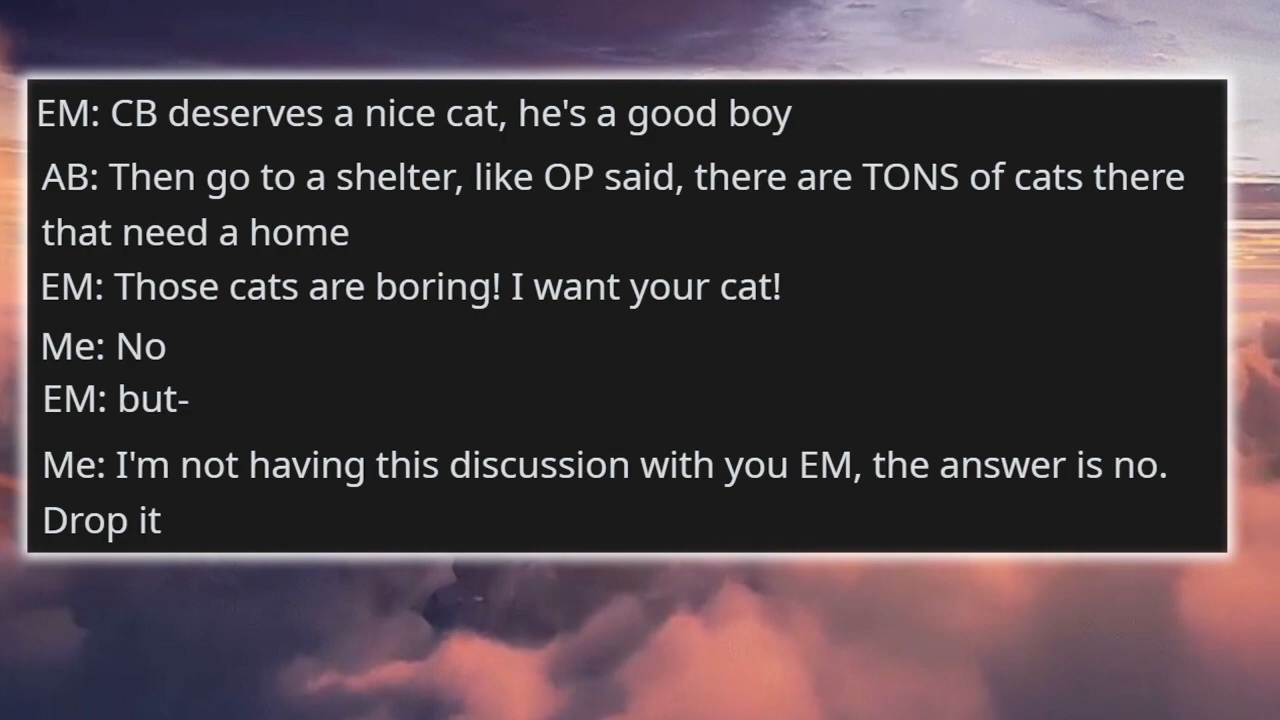 EM: CB deserves a nice cat, he's a good boy
AB: Then go to a shelter, like OP said, there are TONS of cats there
that need a home
EM: Those cats are boring! I want your cat!
Me: No
EM: but-
Me: I'm not having this discussion with you EM, the answer is no.
Drop it